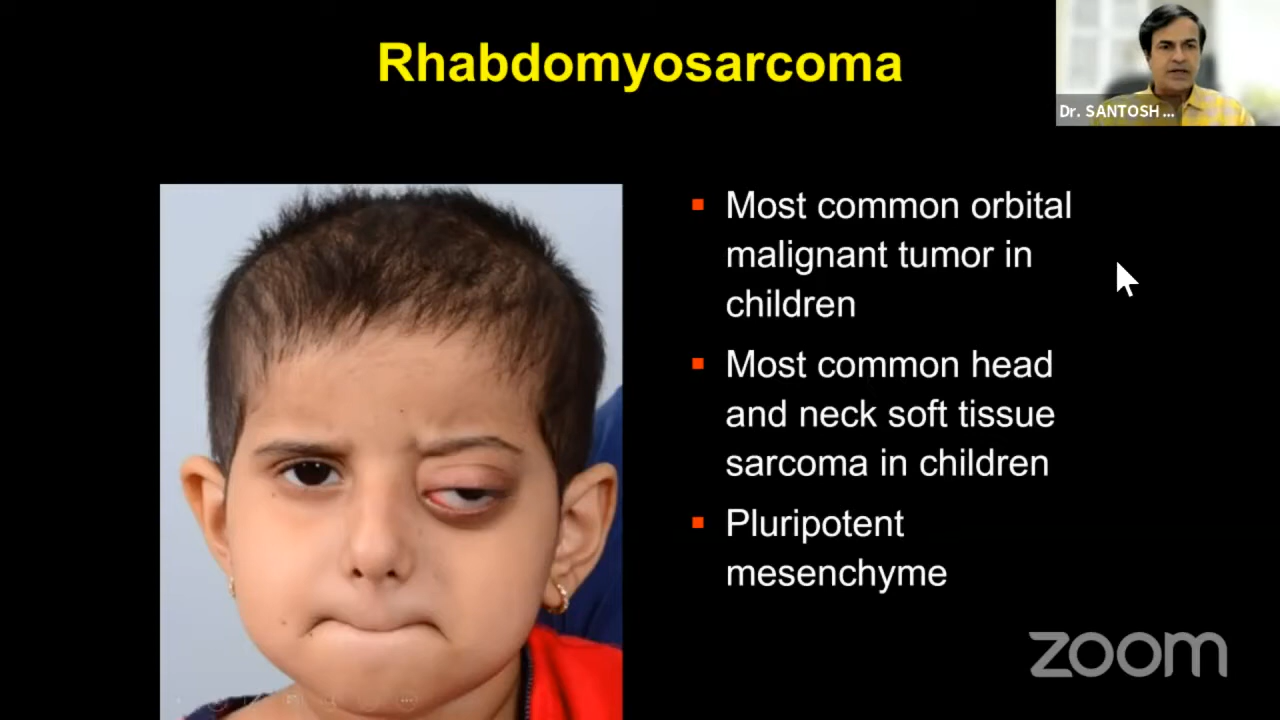 Rhabdomyosarcoma
Dr. SANTOSH ...
Most common orbital
malignant tumor in
children
Most common head
and neck soft tissue
sarcoma in children
Pluripotent
mesenchyme
zoom